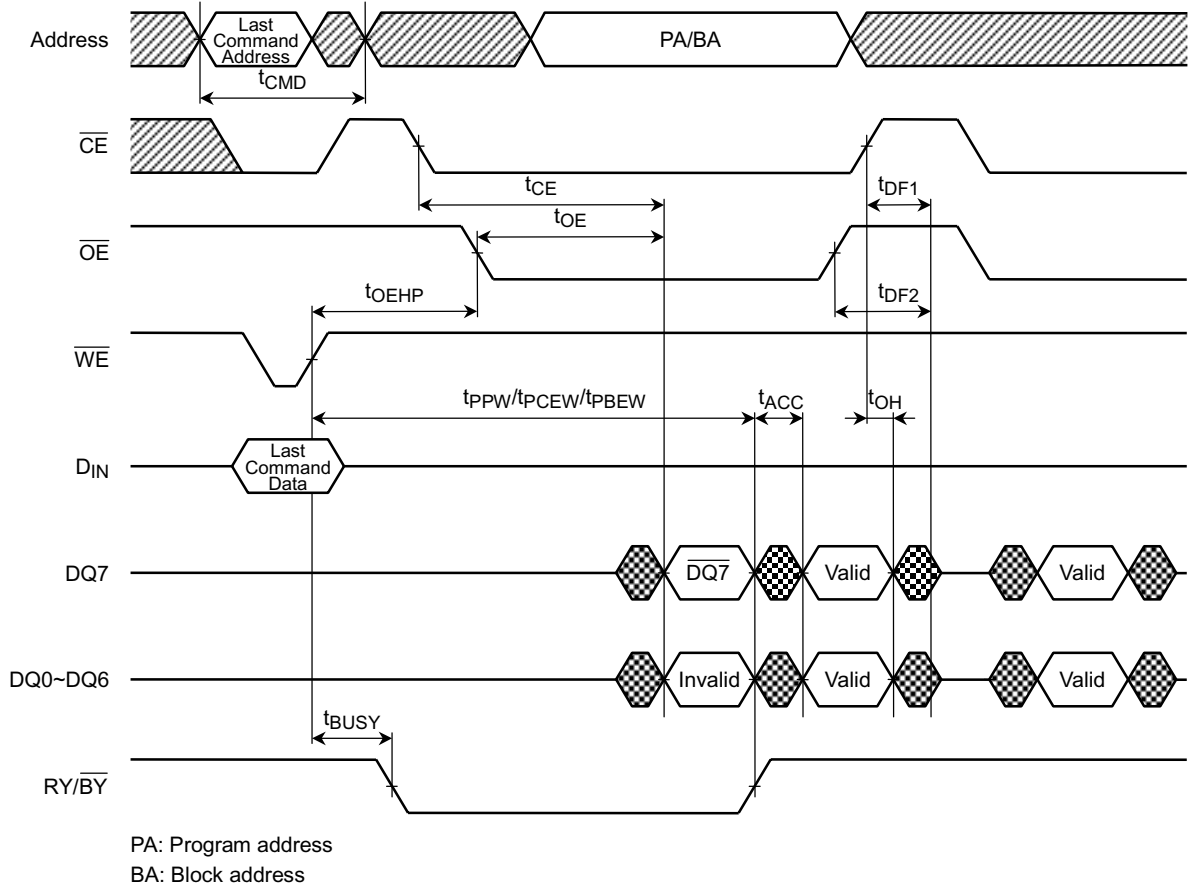 Address
Last
Command
Address
PA/BA
tCMD
CE
tCE
tDF1
tOE
OE
tOEHP
tDF2
WE
tPPW/tPCEW/tPBEW
tACC
tOH
DIN
Last
Command
Data
DQ7
DQ7
Valid
Valid
DQ0~DQ6
Invalid
Valid
Valid
tBUSY
RY/BY
PA: Program address
BA: Block address